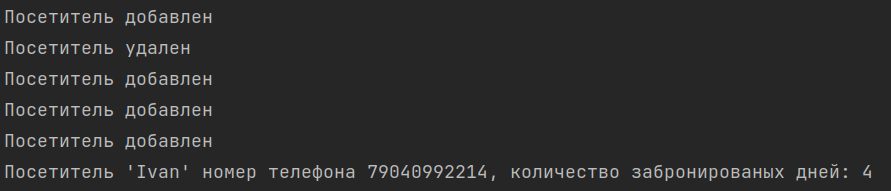 Посетитель добавлен
Посетитель удален
Посетитель добавлен
Посетитель добавлен
Посетитель добавлен
Посетитель 'Ivan' номер телефона 79040992214, количество забронированых дней: 4